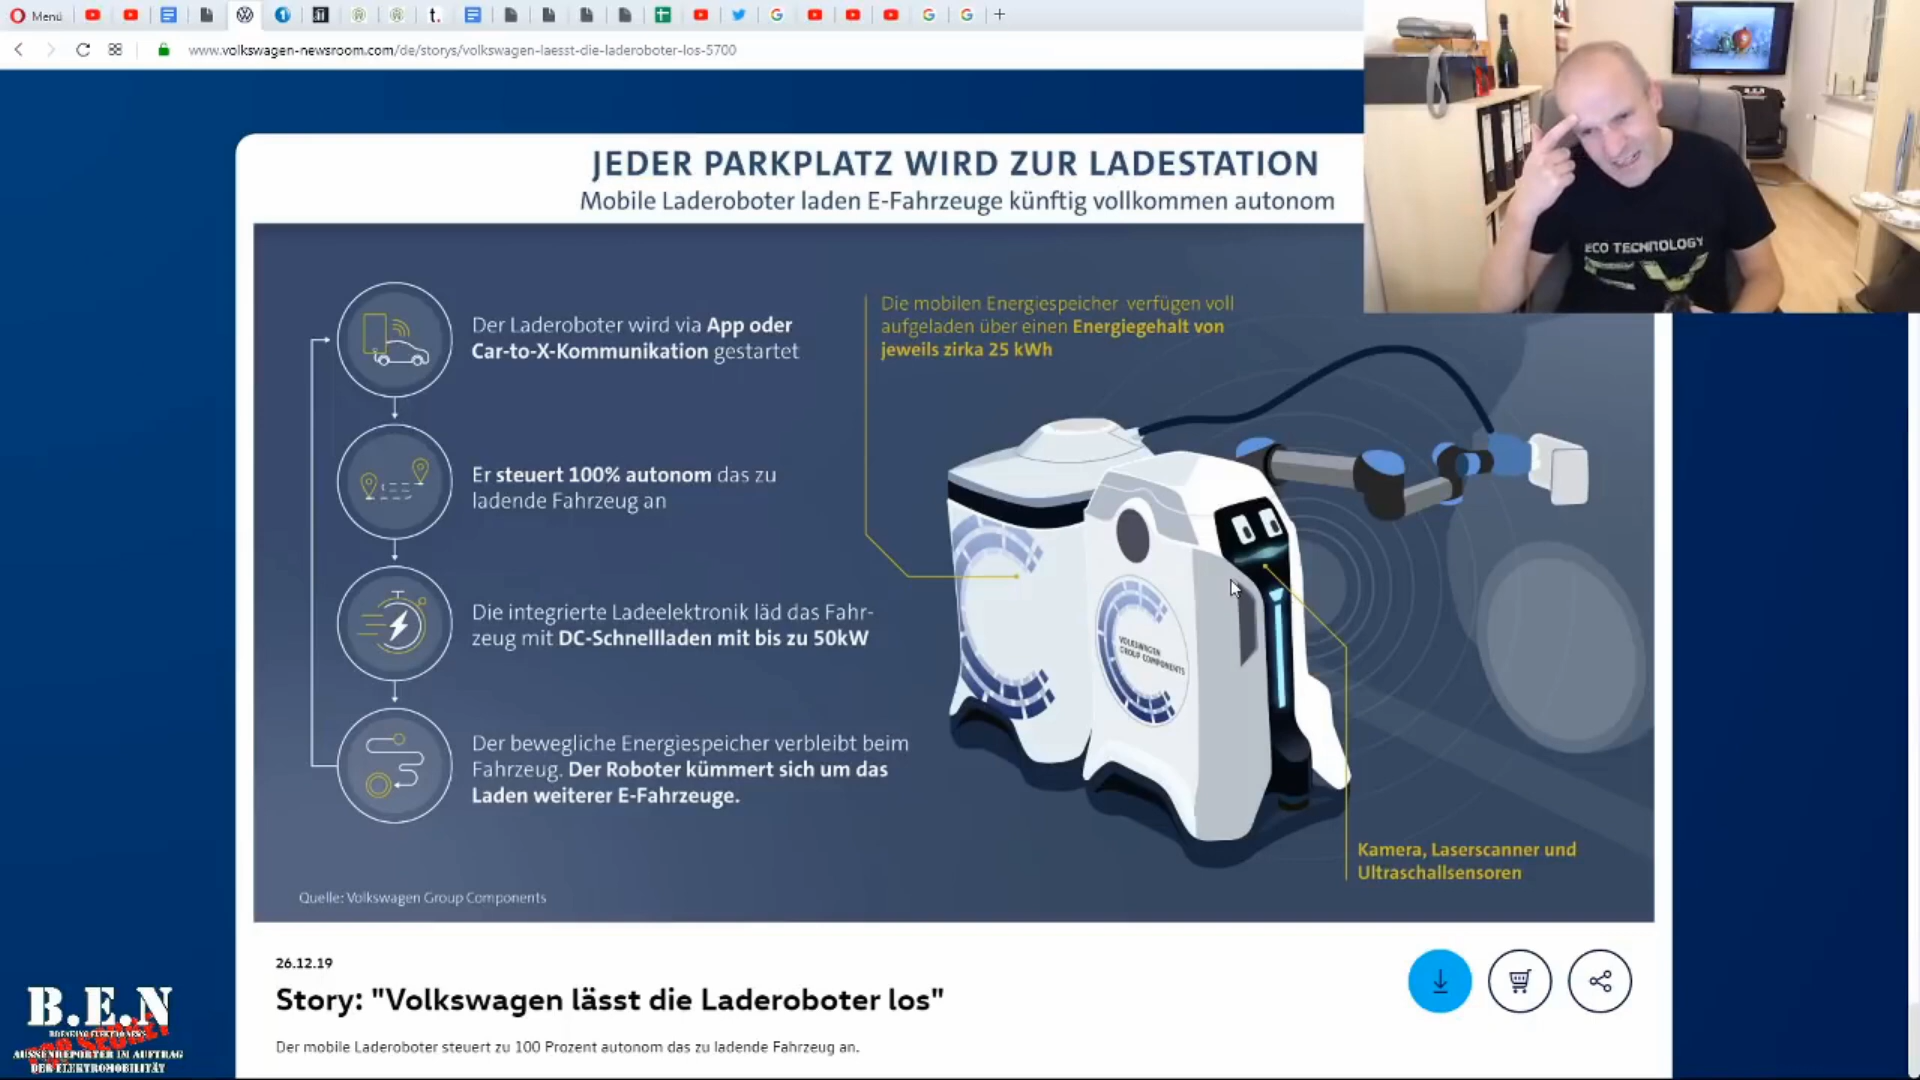 Menü
www.volkswagen-newsroom.com/de/storys/volkswagen-laesst-die-laderoboter-los-5700
ECO TECHNOLOGY
EV
JEDER PARKPLATZ WIRD ZUR LADESTATION
Mobile Laderoboter laden E-Fahrzeuge künftig vollkommen autonom
Der Laderoboter wird via App oder
Car-to-X-Kommunikation gestartet
Er steuert 100% autonom das zu
ladende Fahrzeug an
Die integrierte Ladeelektronik läd das Fahr-
zeug mit DC-Schnellladen mit bis zu 50kW
Der bewegliche Energiespeicher verbleibt beim
Fahrzeug. Der Roboter kümmert sich um das
Laden weiterer E-Fahrzeuge.
Die mobilen Energiespeicher verfügen voll
aufgeladen über einen Energiegehalt von
jeweils zirka 25 kWh
VOLKSWAGEN
GROUP COMPONENTS
Kamera, Laserscanner und
Ultraschallsensoren
Quelle: Volkswagen Group Components
26.12.19
Story: "Volkswagen lässt die Laderoboter los"
Der mobile Laderoboter steuert zu 100 Prozent autonom das zu ladende Fahrzeug an.
B.E.N
AUSSENREPORTER IM AUFTRAG
DER ELEKTROMOBILITÄT